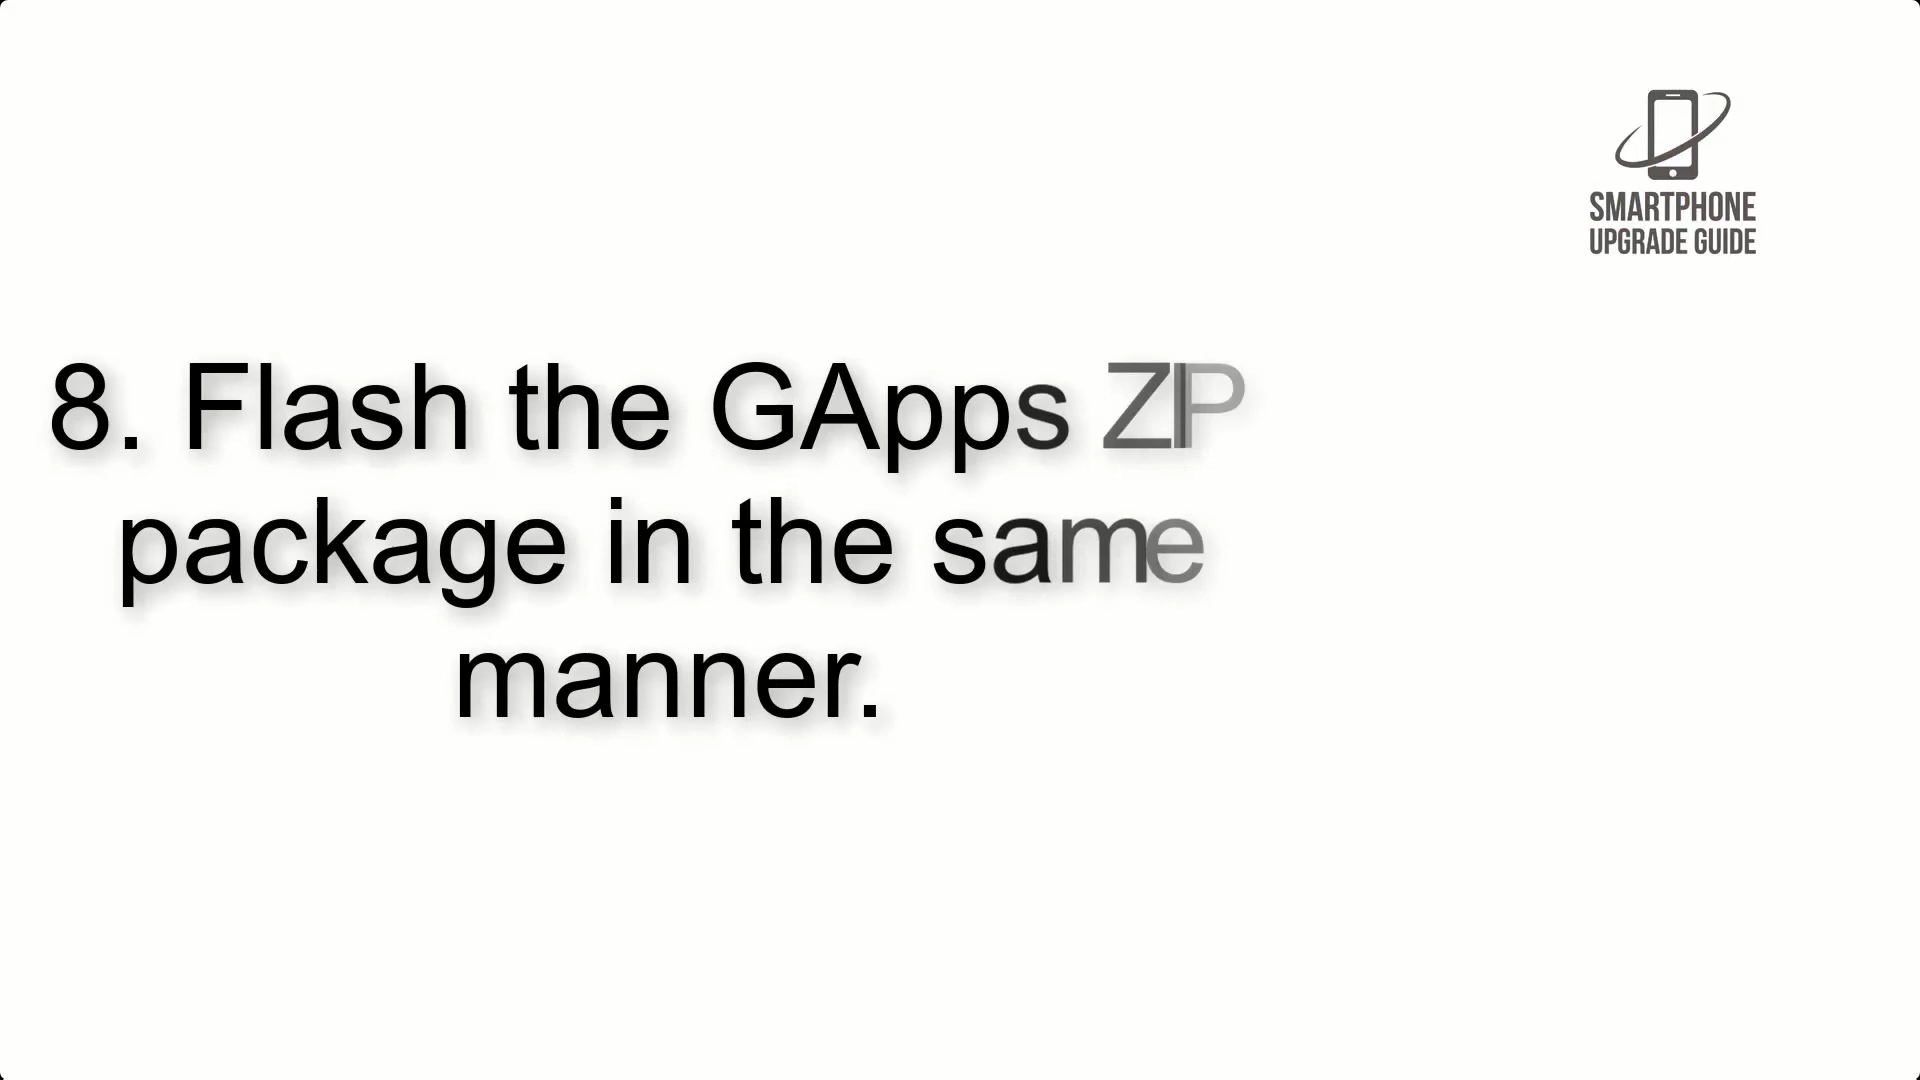 SMARTPHONE
UPGRADE GUIDE
8. Flash the GApps ZIP
package in the same
manner.